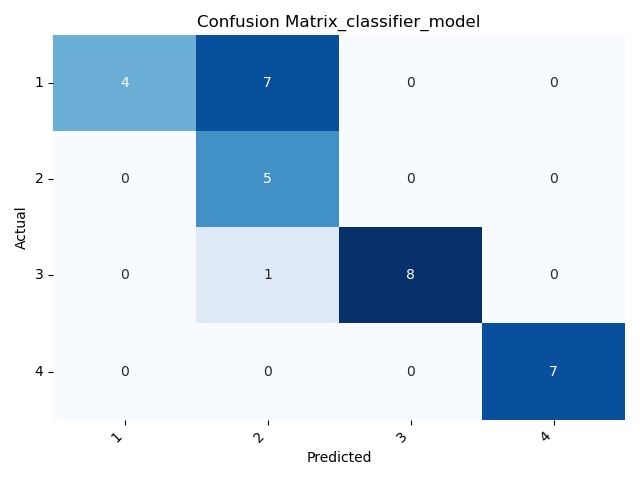 Confusion Matrix_classifier_model
Actual
1 4 7 0 0
2 0 5 0 0
3 0 1 8 0
4 0 0 0 7
1 2 3 4
Predicted